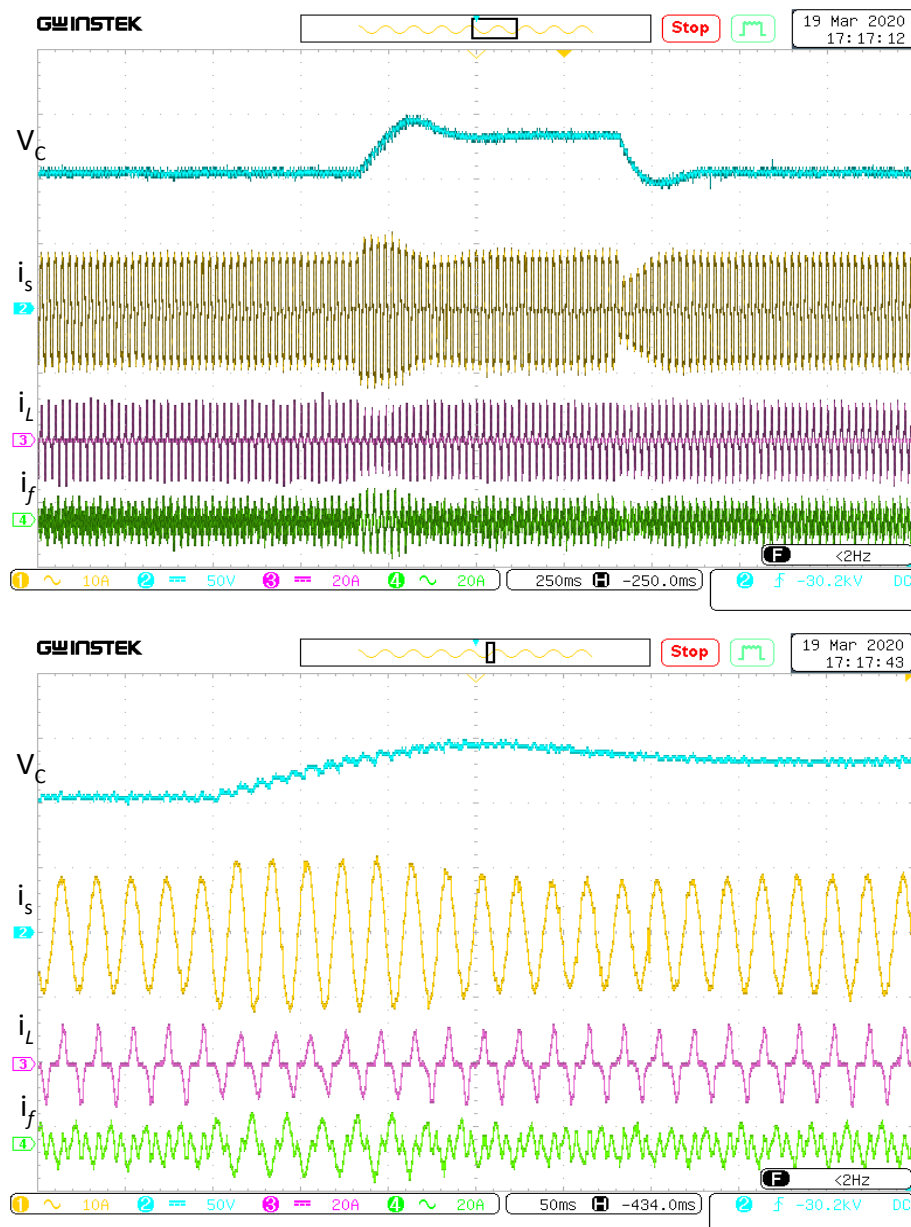 GWINSTEK Stop 19 Mar 2020
17:17:12
VC
is
2
iL
3
if
4
F <2Hz
1 10A 2 50V 3 20A 4 20A 250ms H -250.0ms 2 -30.2kV DC
GWINSTEK Stop 19 Mar 2020
17:17:43
VC
is
2
iL
3
if
4
F <2Hz
1 10A 2 50V 3 20A 4 20A 50ms H -434.0ms 2 -30.2kV DC